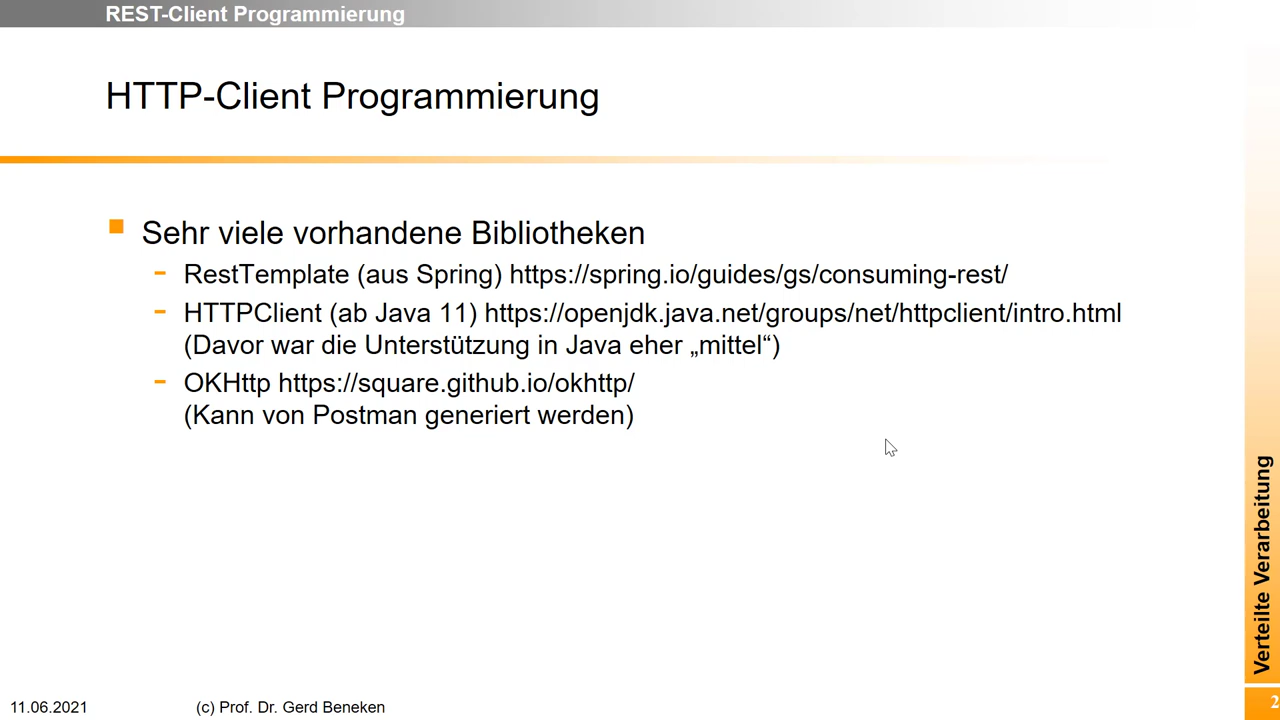 REST-Client Programmierung
HTTP-Client Programmierung
Sehr viele vorhandene Bibliotheken
- RestTemplate (aus Spring) https://spring.io/guides/gs/consuming-rest/
- HTTPClient (ab Java 11) https://openjdk.java.net/groups/net/httpclient/intro.html
(Davor war die Unterstützung in Java eher „mittel“)
- OKHttp https://square.github.io/okhttp/
(Kann von Postman generiert werden)
Verteilte Verarbeitung
11.06.2021
(c) Prof. Dr. Gerd Beneken
2